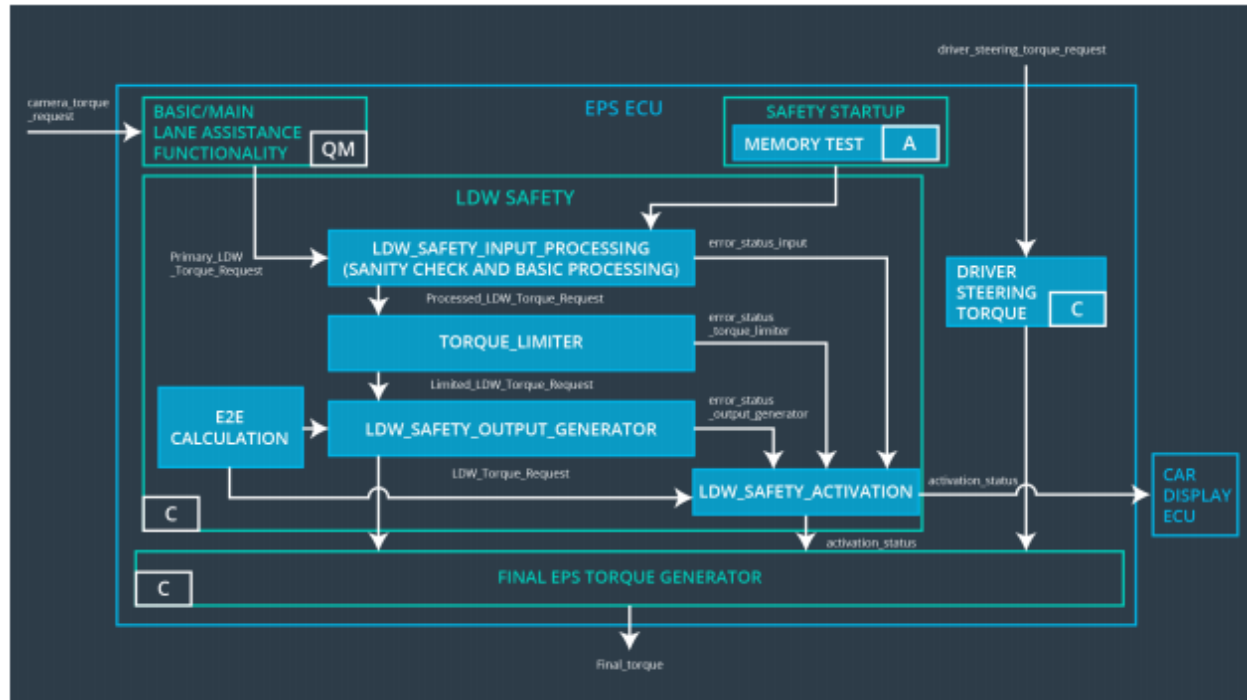 driver_steering_torque_request
camera_torque
_request
EPS ECU
BASIC/MAIN
LANE ASSISTANCE
FUNCTIONALITY
QM
SAFETY STARTUP
MEMORY TEST
A
LDW SAFETY
Primary_LDW
_Torque_Request
LDW_SAFETY_INPUT_PROCESSING
(SANITY CHECK AND BASIC PROCESSING)
error_status_input
DRIVER
STEERING
TORQUE
C
Processed_LDW_Torque_Request
TORQUE_LIMITER
error_status
_torque_limiter
Limited_LDW_Torque_Request
E2E
CALCULATION
LDW_SAFETY_OUTPUT_GENERATOR
error_status
_output_generator
LDW_Torque_Request
LDW_SAFETY_ACTIVATION
activation_status
CAR
DISPLAY
ECU
C
activation_status
FINAL EPS TORQUE GENERATOR
C
Final_torque